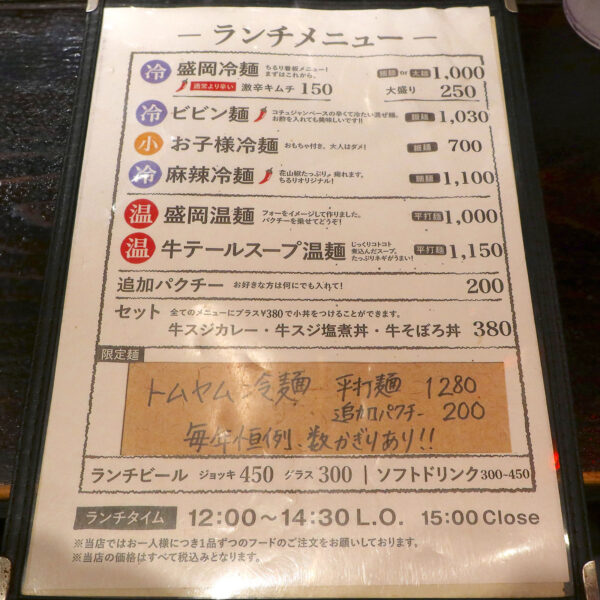 ランチメニュー
冷 盛岡冷麺 ちるり看板メニュー!まずはこれから。 細麺 or 太麺 1,000
通常より辛い 激辛キムチ 150 大盛り 250
冷 ビビン麺 コチュジャンベースの辛くて冷たい混ぜ麺。お酢を入れても美味しいです!! 細麺 1,030
小 お子様冷麺 おもちゃ付き。大人はダメ! 細麺 700
冷 麻辣冷麺 花山椒たっぷり♪痺れます。ちるりオリジナル! 細麺 1,100
温 盛岡温麺 フォーをイメージして作りました。パクチーを乗せてどうぞ! 平打麺 1,000
温 牛テールスープ温麺 じっくりコトコト煮込んだスープ。たっぷりネギがうまい! 平打麺 1,150
追加パクチー お好きな方は何にでも入れて! 200
セット 全てのメニューにプラス¥380で小丼をつけることができます。
牛スジカレー・牛スジ塩煮丼・牛そぼろ丼 380
限定麺
トムヤム冷麺 平打麺 1280
追加パクチー 200
毎年恒例、数かぎりあり!!
ランチビール ジョッキ 450 グラス 300 | ソフトドリンク 300-450
ランチタイム 12:00〜14:30 L.O. 15:00 Close
※当店ではお一人様につき1品ずつのフードのご注文をお願いしております。
※当店の価格はすべて税込みとなります。